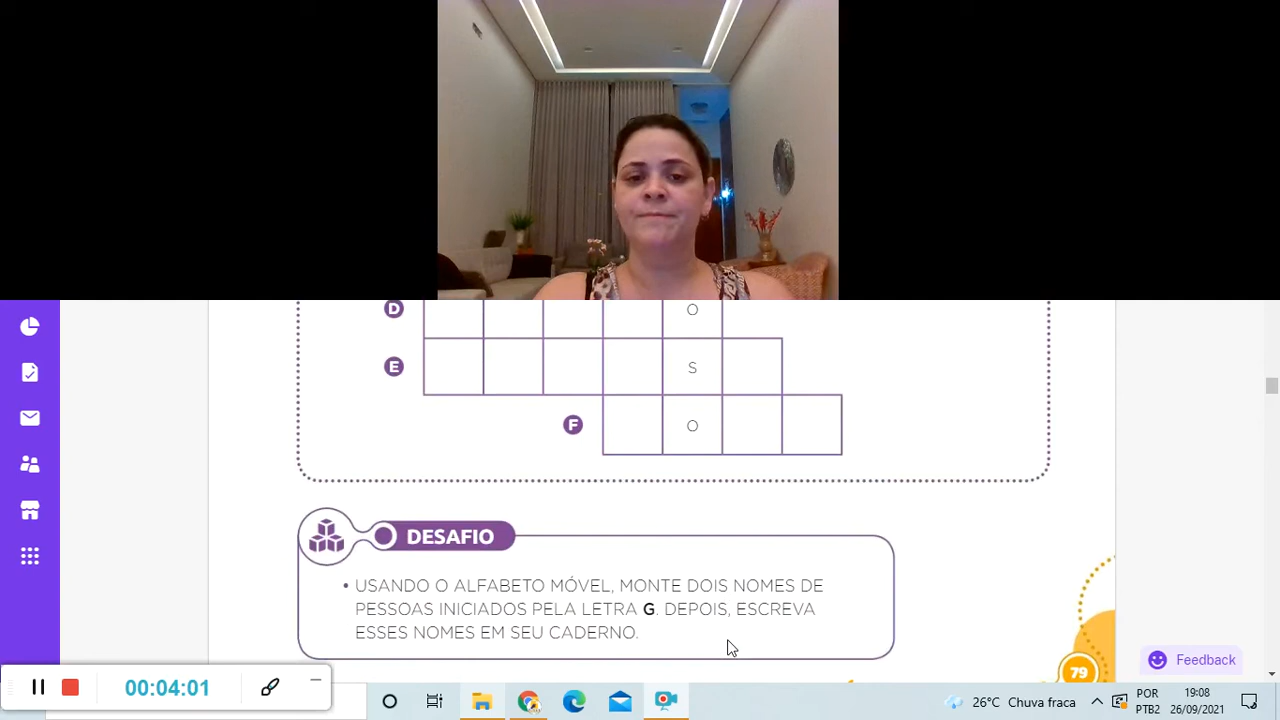 D
O
E
S
F
O
DESAFIO
• USANDO O ALFABETO MÓVEL, MONTE DOIS NOMES DE
PESSOAS INICIADOS PELA LETRA G. DEPOIS, ESCREVA
ESSES NOMES EM SEU CADERNO.
79
Feedback
00:04:01
26°C Chuva fraca
POR
PTB2
19:08
26/09/2021